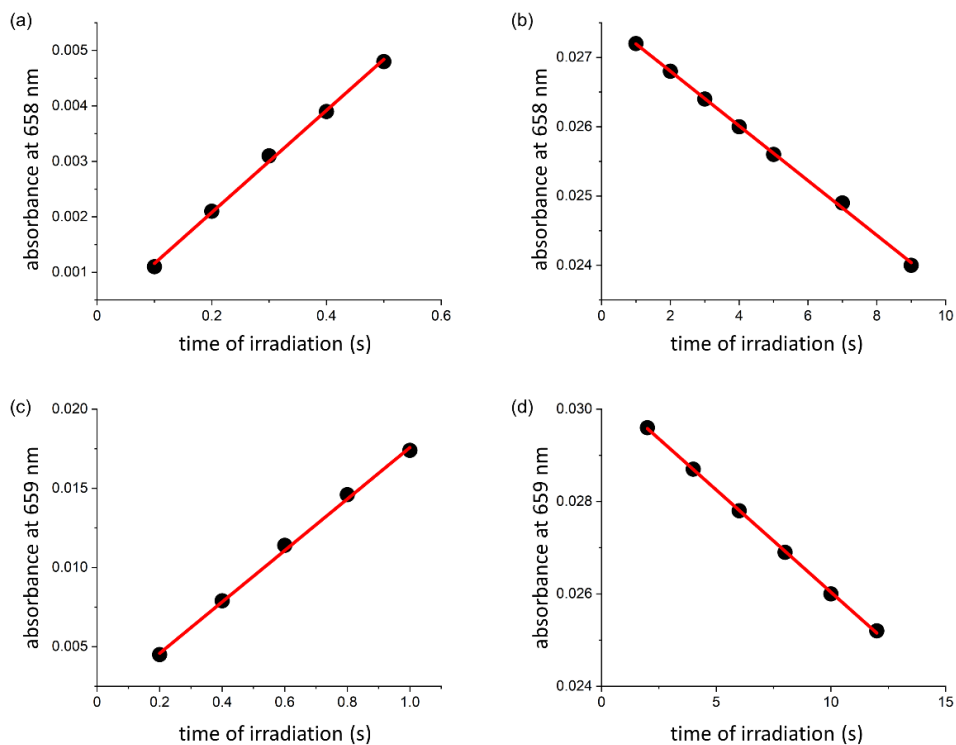 (a)
absorbance at 658 nm
0.005
0.004
0.003
0.002
0.001
0 0.2 0.4 0.6
time of irradiation (s)
(b)
absorbance at 658 nm
0.027
0.026
0.025
0.024
0 2 4 6 8 10
time of irradiation (s)
(c)
absorbance at 659 nm
0.020
0.015
0.010
0.005
0 0.2 0.4 0.6 0.8 1.0
time of irradiation (s)
(d)
absorbance at 659 nm
0.030
0.028
0.026
0.024
0 5 10 15
time of irradiation (s)